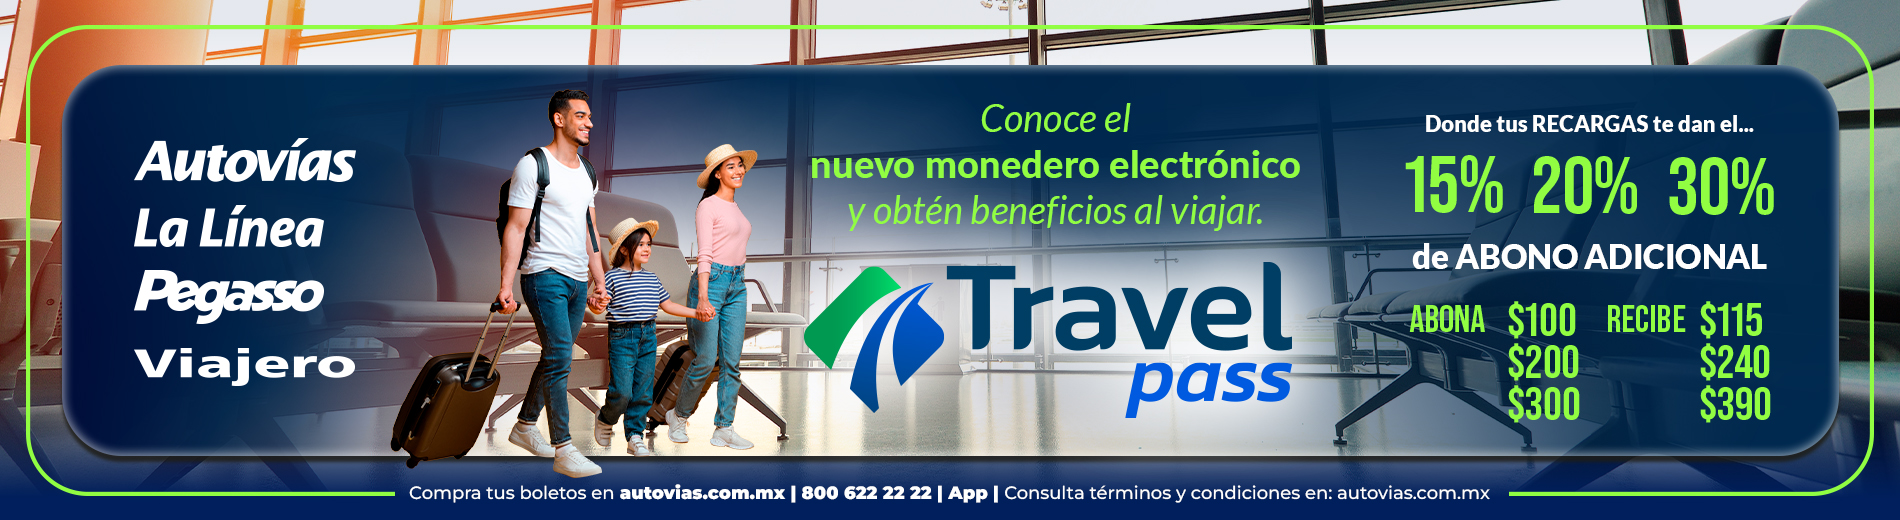 Autovías
La Línea
Pegasso
Viajero
Conoce el
nuevo monedero electrónico
y obtén beneficios al viajar.
Travel
pass
Donde tus RECARGAS te dan el...
15% 20% 30%
de ABONO ADICIONAL
ABONA $100 RECIBE $115
$200 $240
$300 $390
Compra tus boletos en autovias.com.mx | 800 622 22 22 | App | Consulta términos y condiciones en: autovias.com.mx